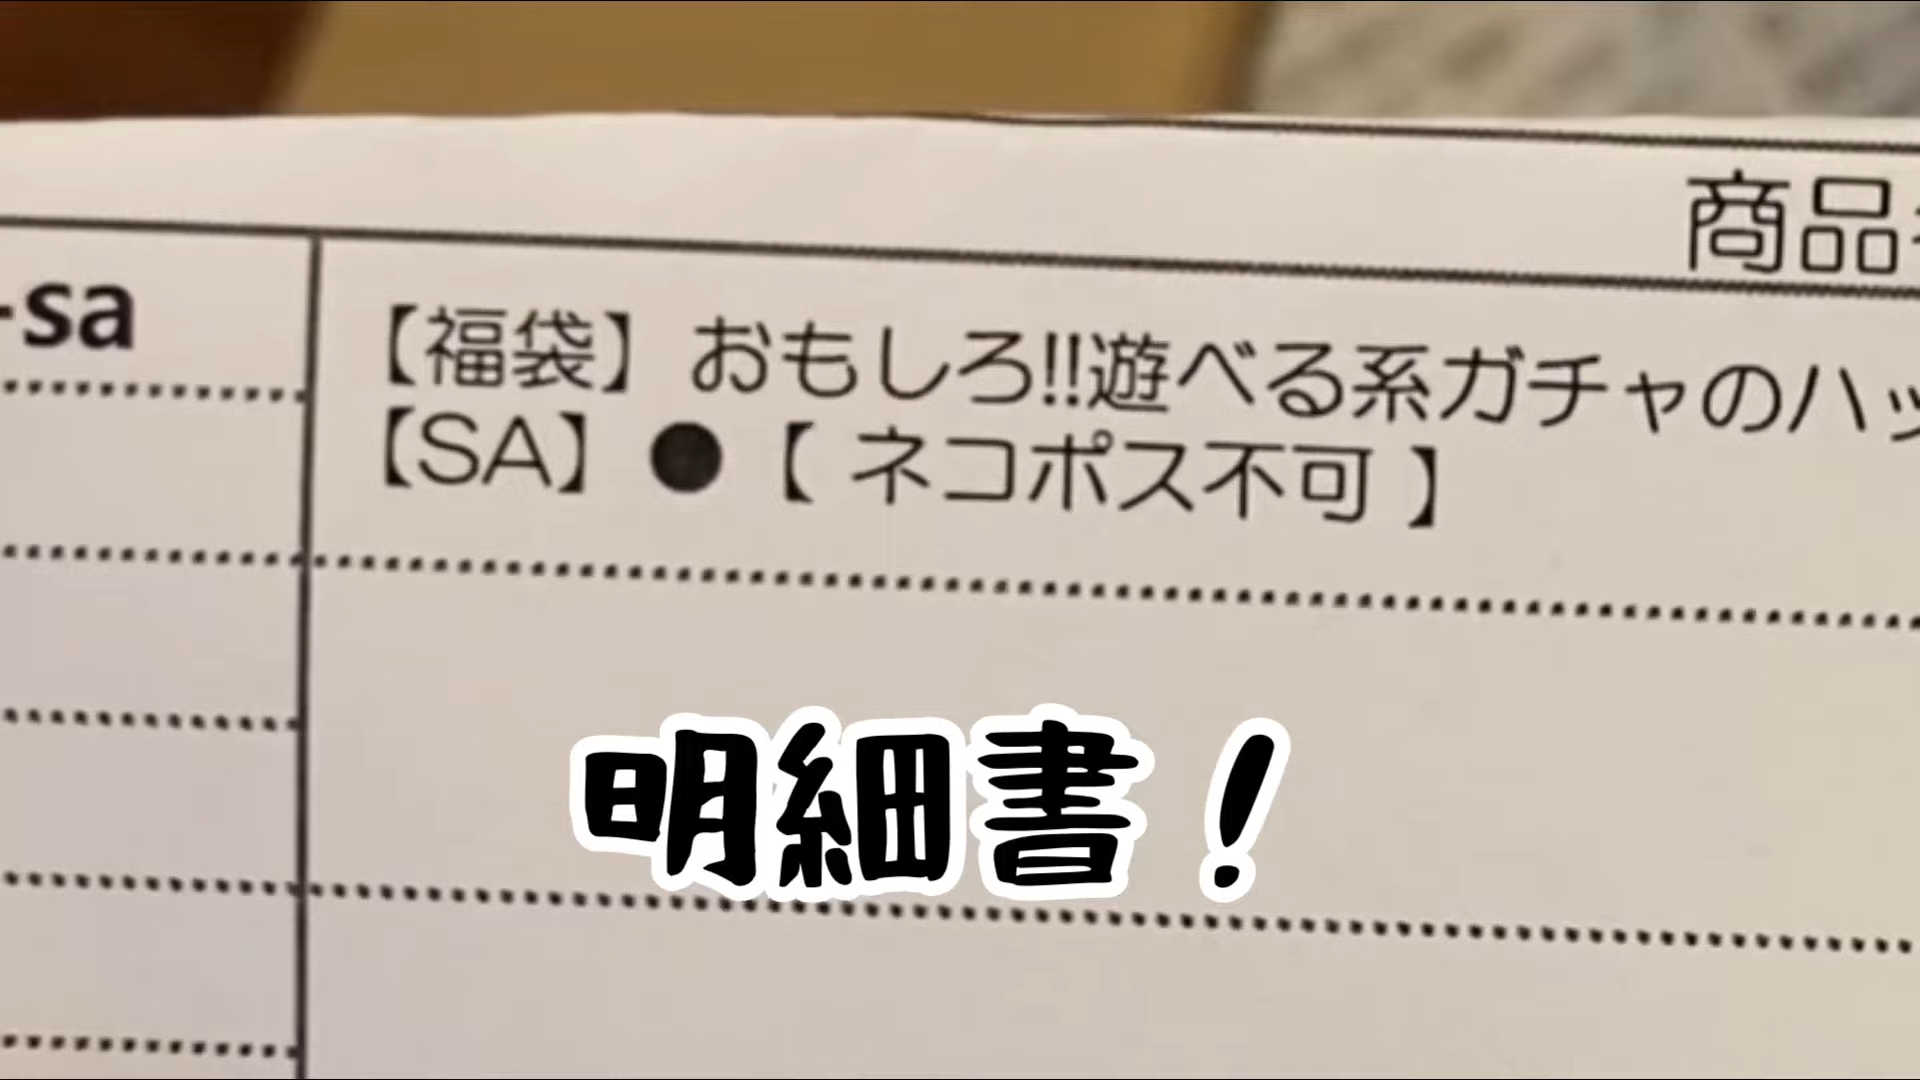 商品
-sa
【福袋】おもしろ!!遊べる系ガチャのハッ
【SA】●【 ネコポス不可 】
明細書！